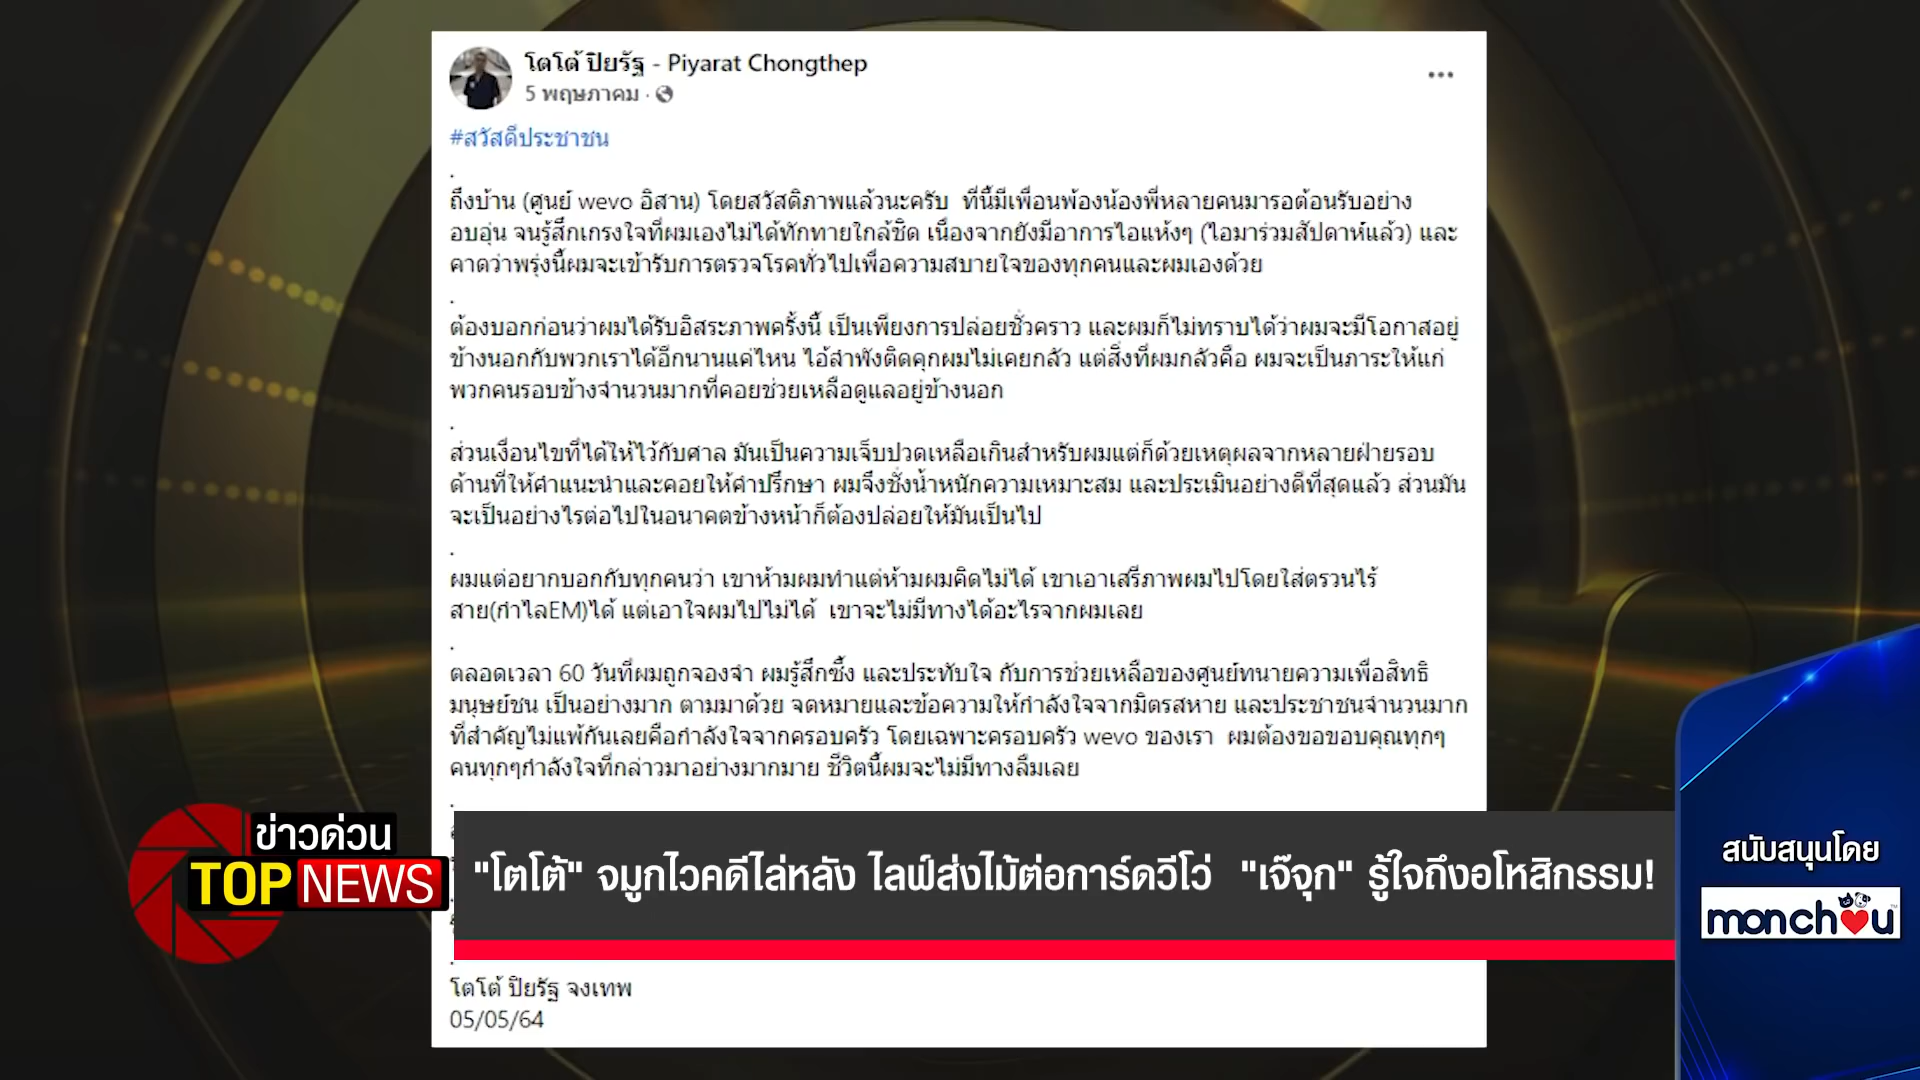 โตโต้ ปิยรัฐ - Piyarat Chongthep
5 พฤษภาคม ·
#สวัสดีประชาชน
.
ถึงบ้าน (ศูนย์ wevo อิสาน) โดยสวัสดิภาพแล้วนะครับ ที่นี้มีเพื่อนพ้องน้องพี่หลายคนมารอต้อนรับอย่าง
อบอุ่น จนรู้สึกเกรงใจที่ผมเองไม่ได้ทักทายใกล้ชิด เนื่องจากยังมีอาการไอแห้งๆ (ไอมาร่วมสัปดาห์แล้ว) และ
คาดว่าพรุ่งนี้ผมจะเข้ารับการตรวจโรคทั่วไปเพื่อความสบายใจของทุกคนและผมเองด้วย
.
ต้องบอกก่อนว่าผมได้รับอิสระภาพครั้งนี้ เป็นเพียงการปล่อยชั่วคราว และผมก็ไม่ทราบได้ว่าผมจะมีโอกาสอยู่
ข้างนอกกับพวกเราได้อีกนานแค่ไหน ไอ้ลำพังติดคุกผมไม่เคยกลัว แต่สิ่งที่ผมกลัวคือ ผมจะเป็นภาระให้แก่
พวกคนรอบข้างจำนวนมากที่คอยช่วยเหลือดูแลอยู่ข้างนอก
.
ส่วนเงื่อนไขที่ได้ให้ไว้กับศาล มันเป็นความเจ็บปวดเหลือเกินสำหรับผมแต่ก็ด้วยเหตุผลจากหลายฝ่ายรอบ
ด้านที่ให้คำแนะนำและคอยให้คำปรึกษา ผมจึงชั่งน้ำหนักความเหมาะสม และประเมินอย่างดีที่สุดแล้ว ส่วนมัน
จะเป็นอย่างไรต่อไปในอนาคตข้างหน้าก็ต้องปล่อยให้มันเป็นไป
.
ผมแต่อยากบอกกับทุกคนว่า เขาห้ามผมทำแต่ห้ามผมคิดไม่ได้ เขาเอาเสรีภาพผมไปโดยใส่ตรวนไร้
สาย(กำไลEM)ได้ แต่เอาใจผมไปไม่ได้ เขาจะไม่มีทางได้อะไรจากผมเลย
.
ตลอดเวลา 60 วันที่ผมถูกจองจำ ผมรู้สึกซึ้ง และประทับใจ กับการช่วยเหลือของศูนย์ทนายความเพื่อสิทธิ
มนุษย์ชน เป็นอย่างมาก ตามมาด้วย จดหมายและข้อความให้กำลังใจจากมิตรสหาย และประชาชนจำนวนมาก
ที่สำคัญไม่แพ้กันเลยคือกำลังใจจากครอบครัว โดยเฉพาะครอบครัว wevo ของเรา ผมต้องขอขอบคุณทุกๆ
คนทุกๆกำลังใจที่กล่าวมาอย่างมากมาย ชีวิตนี้ผมจะไม่มีทางลืมเลย
.
ข่าวด่วน
TOP NEWS
"โตโต้" จมูกไวคดีไล่หลัง ไลฟ์ส่งไม้ต่อการ์ดวีโว่ "เจ๊จุก" รู้ใจถึงอโหสิกรรม!
สนับสนุนโดย
monchou
.
โตโต้ ปิยรัฐ จงเทพ
05/05/64